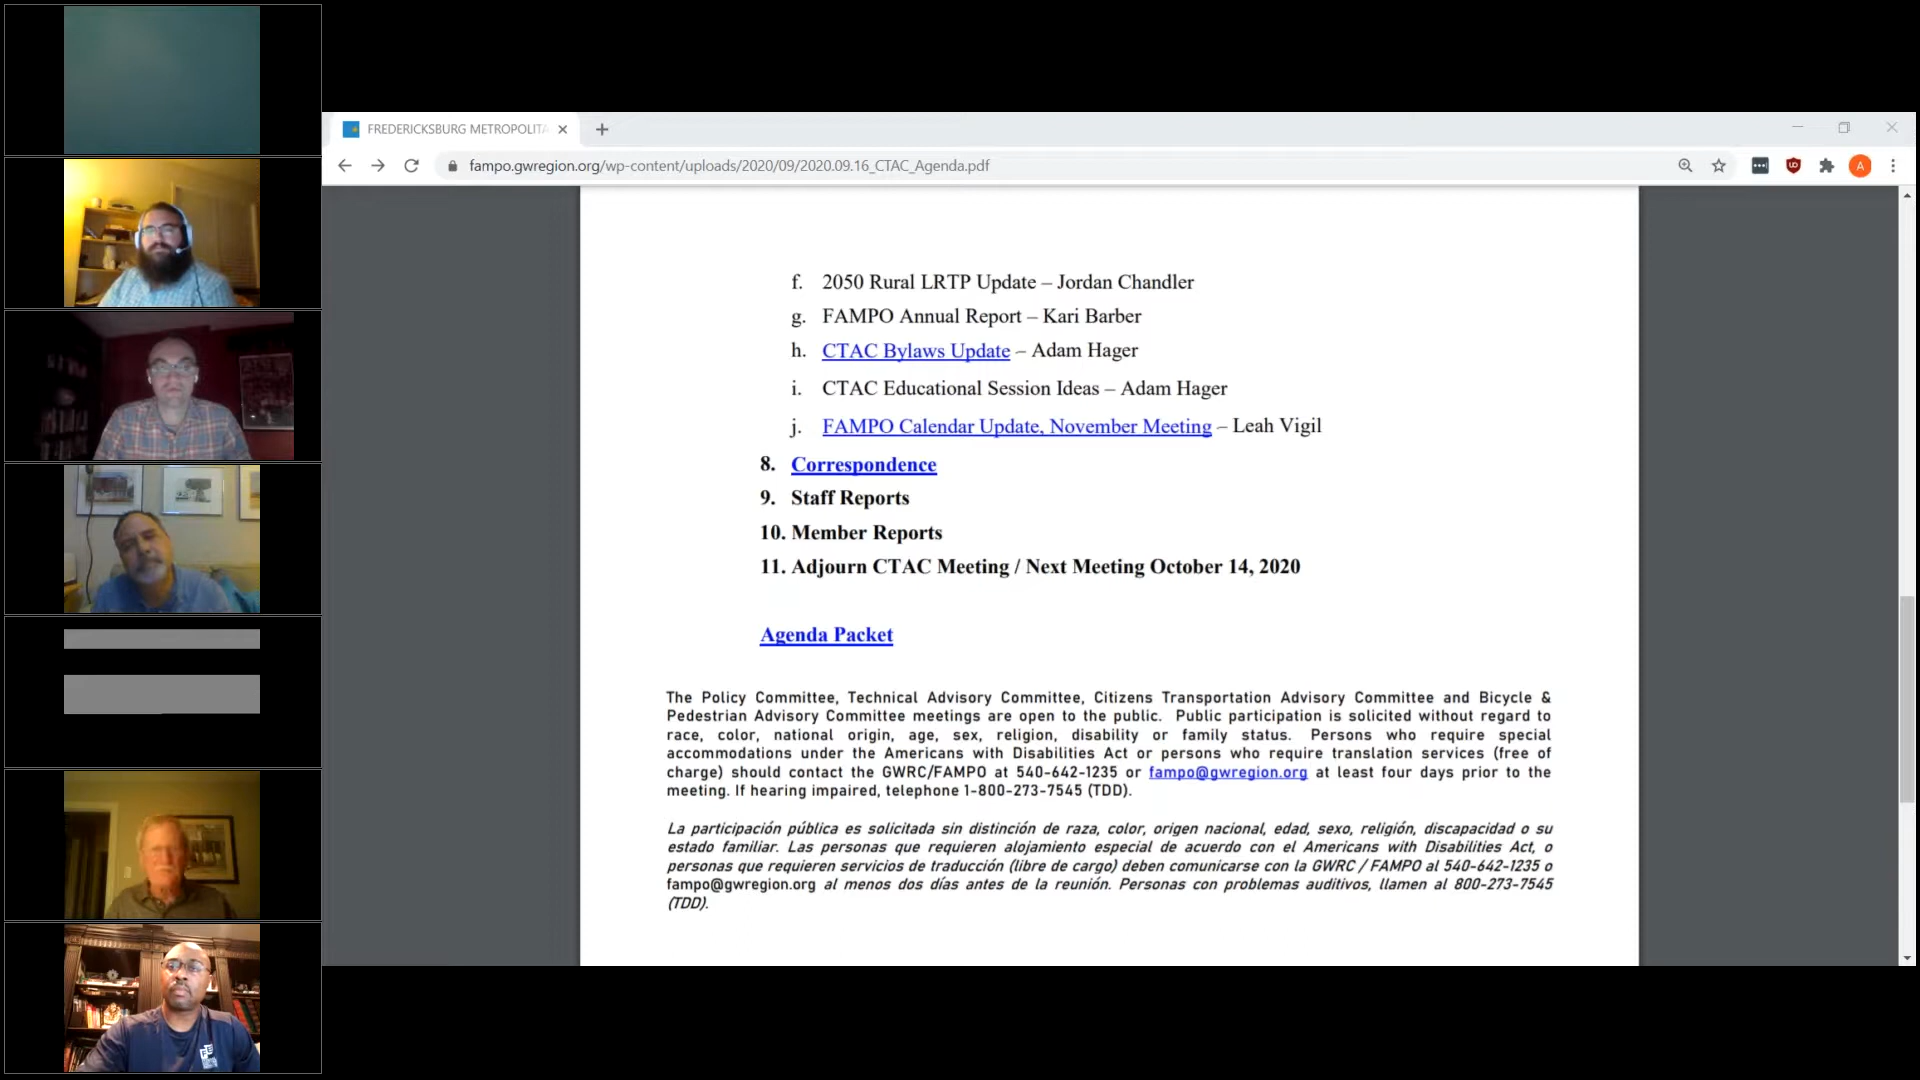 FREDERICKSBURG METROPOLITA
fampo.gwregion.org/wp-content/uploads/2020/09/2020.09.16_CTAC_Agenda.pdf
A
f. 2050 Rural LRTP Update – Jordan Chandler
g. FAMPO Annual Report – Kari Barber
h. CTAC Bylaws Update – Adam Hager
i. CTAC Educational Session Ideas – Adam Hager
j. FAMPO Calendar Update, November Meeting – Leah Vigil
8. Correspondence
9. Staff Reports
10. Member Reports
11. Adjourn CTAC Meeting / Next Meeting October 14, 2020
Agenda Packet
The Policy Committee, Technical Advisory Committee, Citizens Transportation Advisory Committee and Bicycle &
Pedestrian Advisory Committee meetings are open to the public. Public participation is solicited without regard to
race, color, national origin, age, sex, religion, disability or family status. Persons who require special
accommodations under the Americans with Disabilities Act or persons who require translation services (free of
charge) should contact the GWRC/FAMPO at 540-642-1235 or fampo@gwregion.org at least four days prior to the
meeting. If hearing impaired, telephone 1-800-273-7545 (TDD).
La participación pública es solicitada sin distinción de raza, color, origen nacional, edad, sexo, religión, discapacidad o su
estado familiar. Las personas que requieren alojamiento especial de acuerdo con el Americans with Disabilities Act, o
personas que requieren servicios de traducción (libre de cargo) deben comunicarse con la GWRC / FAMPO al 540-642-1235 o
fampo@gwregion.org al menos dos días antes de la reunión. Personas con problemas auditivos, llamen al 800-273-7545
(TDD).